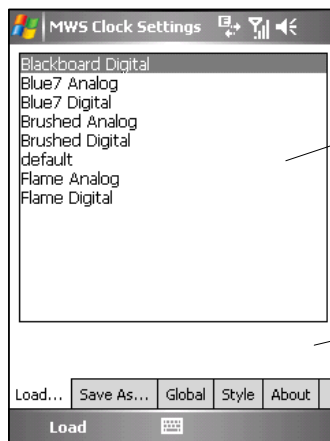 MWS Clock Settings
Blackboard Digital
Blue7 Analog
Blue7 Digital
Brushed Analog
Brushed Digital
default
Flame Analog
Flame Digital
Load... Save As... Global Style About
Load